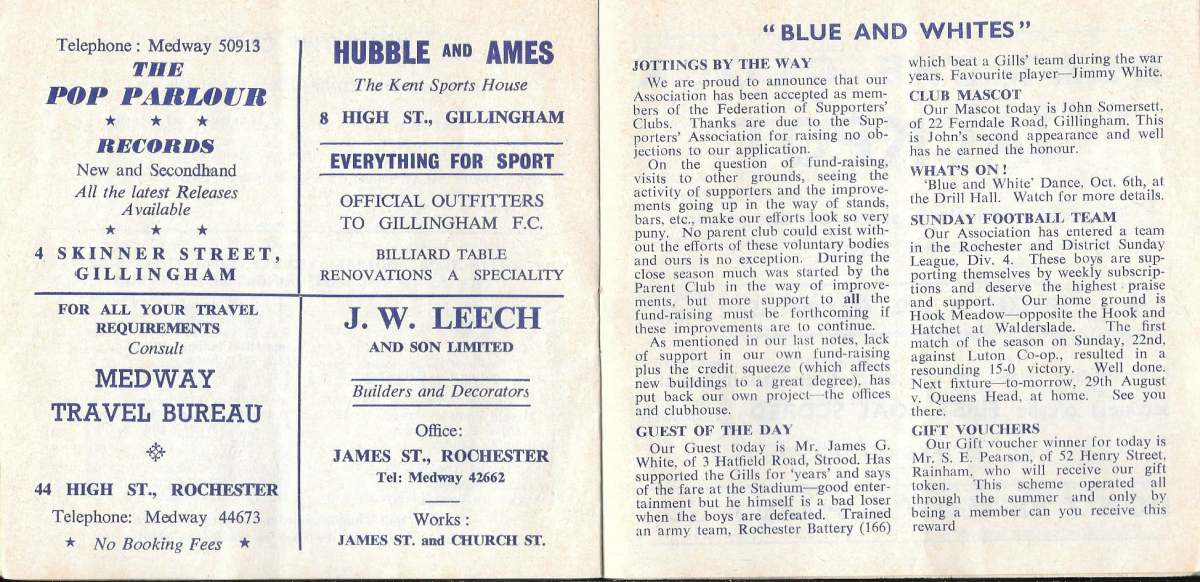 Telephone: Medway 50913
THE
POP PARLOUR
★ ★ ★
RECORDS
New and Secondhand
All the latest Releases
Available
★ ★ ★
4 SKINNER STREET,
GILLINGHAM
HUBBLE AND AMES
The Kent Sports House
8 HIGH ST., GILLINGHAM
EVERYTHING FOR SPORT
OFFICIAL OUTFITTERS
TO GILLINGHAM F.C.
BILLIARD TABLE
RENOVATIONS A SPECIALITY
FOR ALL YOUR TRAVEL
REQUIREMENTS
Consult
MEDWAY
TRAVEL BUREAU
44 HIGH ST., ROCHESTER
Telephone: Medway 44673
★ No Booking Fees ★
J. W. LEECH
AND SON LIMITED
Builders and Decorators
Office:
JAMES ST., ROCHESTER
Tel: Medway 42662
Works:
JAMES ST. and CHURCH ST.
"BLUE AND WHITES"
JOTTINGS BY THE WAY
We are proud to announce that our
Association has been accepted as mem-
bers of the Federation of Supporters'
Clubs. Thanks are due to the Sup-
porters' Association for raising no ob-
jections to our application.
On the question of fund-raising,
visits to other grounds, seeing the
activity of supporters and the improve-
ments going up in the way of stands,
bars, etc., make our efforts look so very
puny. No parent club could exist with-
out the efforts of these voluntary bodies
and ours is no exception. During the
close season much was started by the
Parent Club in the way of improve-
ments, but more support to all the
fund-raising must be forthcoming if
these improvements are to continue.
As mentioned in our last notes, lack
of support in our own fund-raising
plus the credit squeeze (which affects
new buildings to a great degree), has
put back our own project—the offices
and clubhouse.
GUEST OF THE DAY
Our Guest today is Mr. James G.
White, of 3 Hatfield Road, Strood. Has
supported the Gills for 'years' and says
of the fare at the Stadium—good enter-
tainment but he himself is a bad loser
when the boys are defeated. Trained
an army team, Rochester Battery (166)
which beat a Gills' team during the war
years. Favourite player—Jimmy White.
CLUB MASCOT
Our Mascot today is John Somersett,
of 22 Ferndale Road, Gillingham. This
is John's second appearance and well
has he earned the honour.
WHAT'S ON!
'Blue and White' Dance, Oct. 6th, at
the Drill Hall. Watch for more details.
SUNDAY FOOTBALL TEAM
Our Association has entered a team
in the Rochester and District Sunday
League, Div. 4. These boys are sup-
porting themselves by weekly subscrip-
tions and deserve the highest praise
and support. Our home ground is
Hook Meadow—opposite the Hook and
Hatchet at Walderslade. The first
match of the season on Sunday, 22nd,
against Luton Co-op., resulted in a
resounding 15-0 victory. Well done.
Next fixture—to-morrow, 29th August
v. Queens Head, at home. See you
there.
GIFT VOUCHERS
Our Gift voucher winner for today is
Mr. S. E. Pearson, of 52 Henry Street,
Rainham, who will receive our gift
token. This scheme operated all
through the summer and only by
being a member can you receive this
reward